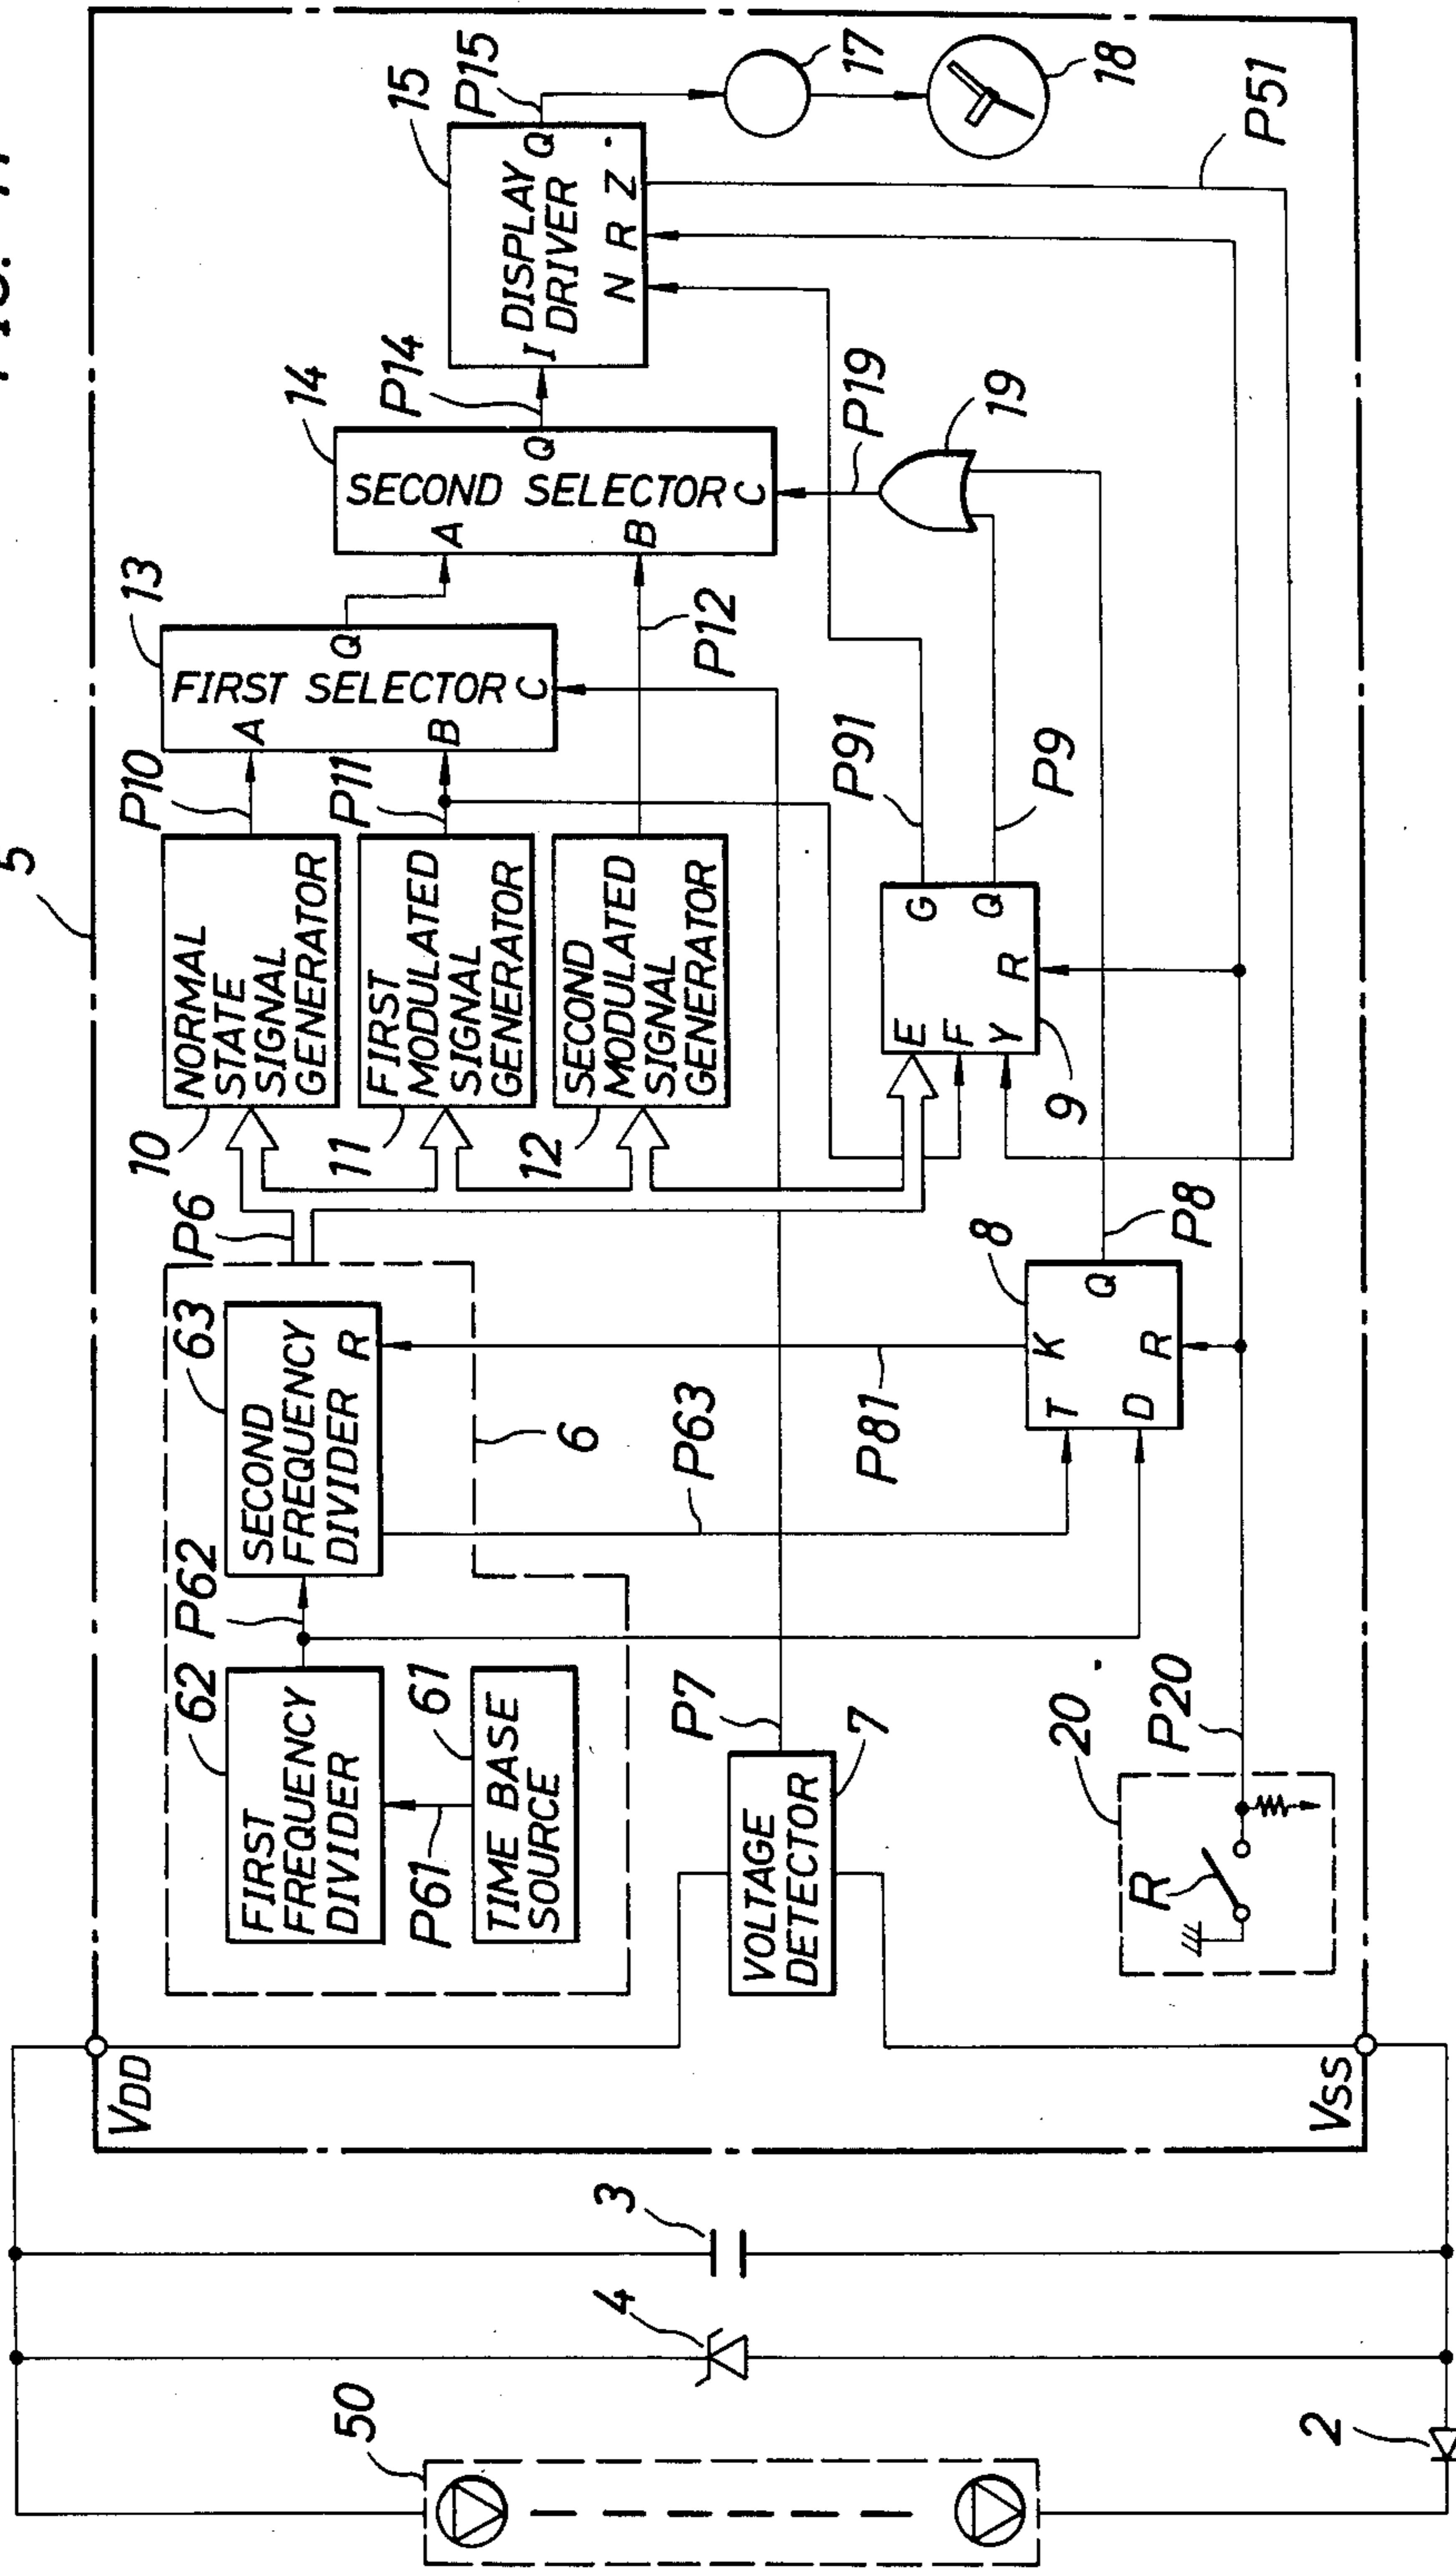 5
VDD
VSS
50
2
3
4
62
FIRST
FREQUENCY
DIVIDER
P61
61
TIME BASE
SOURCE
P62
63
SECOND
FREQUENCY
DIVIDER
R
6
P6
P63
P81
7
VOLTAGE
DETECTOR
P7
20
R
P20
8
T
K
D
R
Q
P8
10
NORMAL
STATE
SIGNAL
GENERATOR
P10
11
FIRST
MODULATED
SIGNAL
GENERATOR
P11
12
SECOND
MODULATED
SIGNAL
GENERATOR
P12
9
E
F
Y
G
Q
R
P91
P9
13
FIRST SELECTOR
A
B
C
Q
14
SECOND SELECTOR
A
B
C
Q
P14
19
P19
15
DISPLAY
DRIVER
I
Q
N R Z
P15
17
18
P51